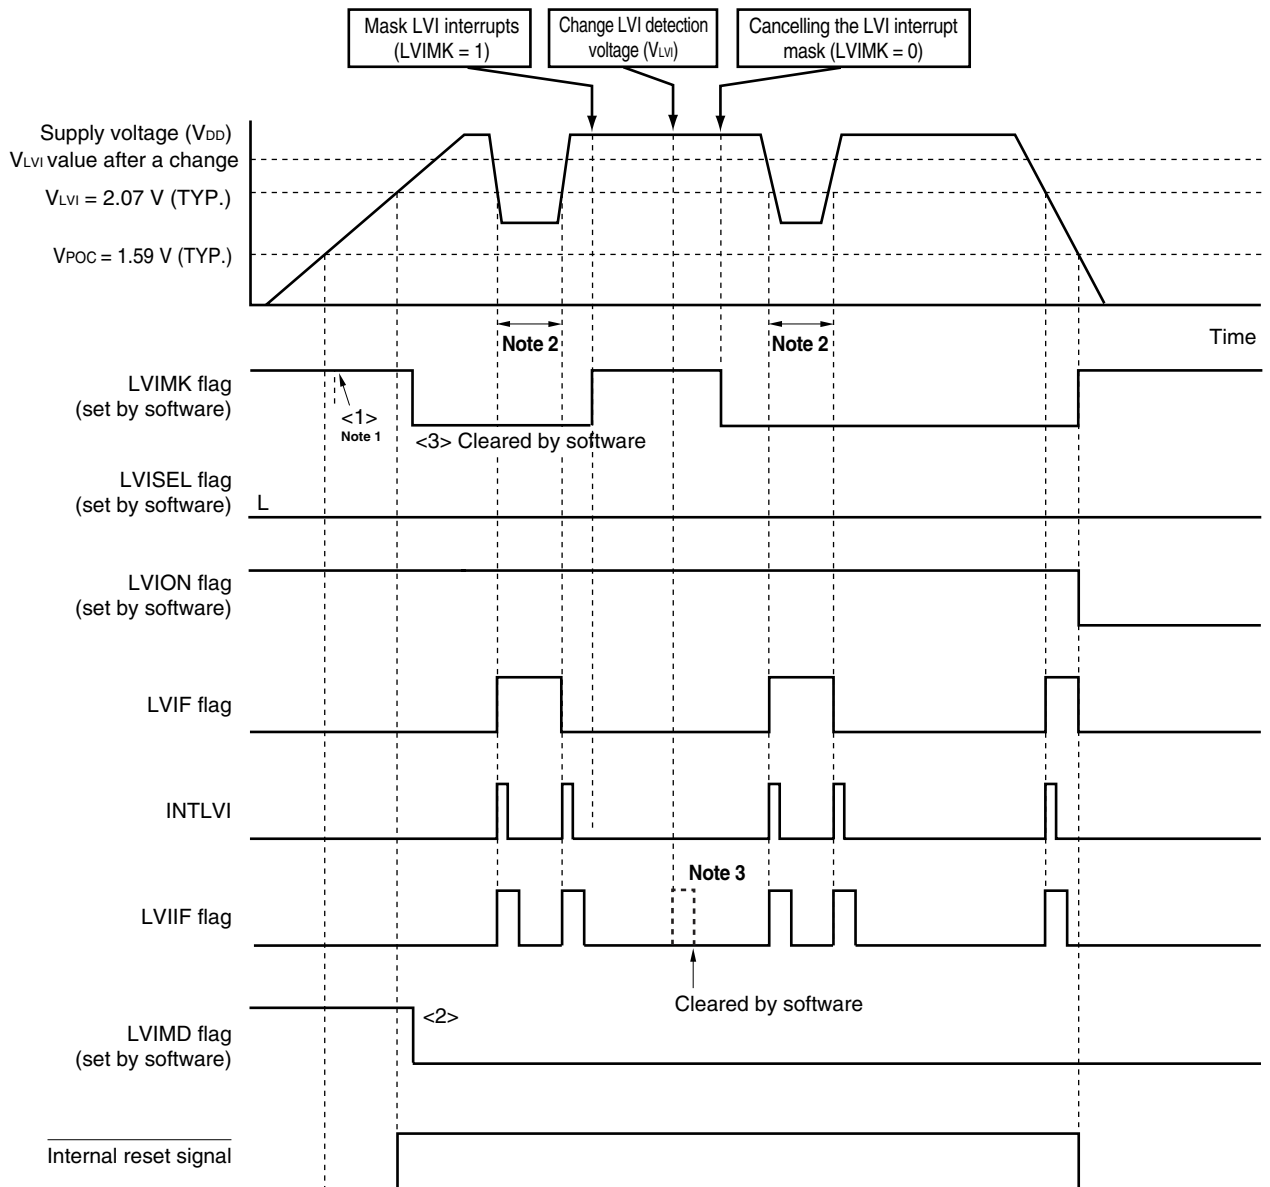 Mask LVI interrupts
(LVIMK = 1)
Change LVI detection
voltage (VLVI)
Cancelling the LVI interrupt
mask (LVIMK = 0)
Supply voltage (VDD)
VLVI value after a change
VLVI = 2.07 V (TYP.)
VPOC = 1.59 V (TYP.)
Time
Note 2
Note 2
LVIMK flag
(set by software)
<1>
Note 1
<3> Cleared by software
LVISEL flag
(set by software)
L
LVION flag
(set by software)
LVIF flag
INTLVI
Note 3
LVIIF flag
Cleared by software
<2>
LVIMD flag
(set by software)
Internal reset signal